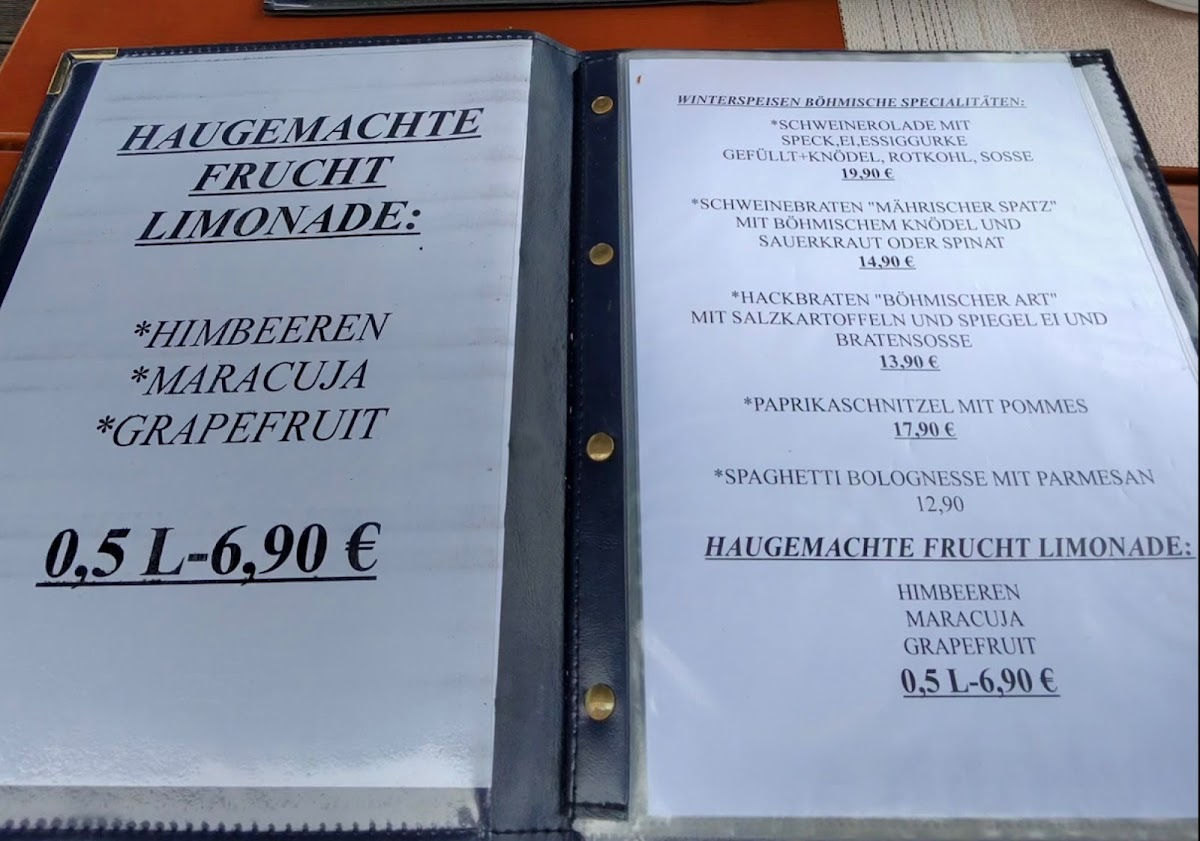 HAUGEMACHTE
FRUCHT
LIMONADE:
*HIMBEEREN
*MARACUJA
*GRAPEFRUIT
0,5 L-6,90 €
WINTERSPEISEN BÖHMISCHE SPECIALITÄTEN:
*SCHWEINEROLADE MIT
SPECK,EI,ESSIGGURKE
GEFÜLLT+KNÖDEL, ROTKOHL, SOSSE
19,90 €
*SCHWEINEBRATEN "MÄHRISCHER SPATZ"
MIT BÖHMISCHEM KNÖDEL UND
SAUERKRAUT ODER SPINAT
14,90 €
*HACKBRATEN "BÖHMISCHER ART"
MIT SALZKARTOFFELN UND SPIEGEL EI UND
BRATENSOSSE
13,90 €
*PAPRIKASCHNITZEL MIT POMMES
17,90 €
*SPAGHETTI BOLOGNESSE MIT PARMESAN
12,90
HAUGEMACHTE FRUCHT LIMONADE:
HIMBEEREN
MARACUJA
GRAPEFRUIT
0,5 L-6,90 €